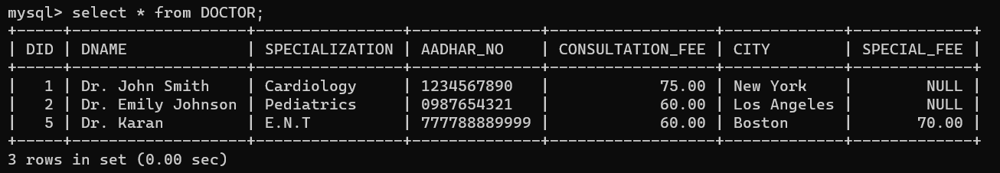 mysql> select * from DOCTOR;
+-----+-------------------+----------------+--------------+------------------+-------------+-------------+
| DID | DNAME             | SPECIALIZATION | AADHAR_NO    | CONSULTATION_FEE | CITY        | SPECIAL_FEE |
+-----+-------------------+----------------+--------------+------------------+-------------+-------------+
|   1 | Dr. John Smith    | Cardiology     | 1234567890   |            75.00 | New York    |        NULL |
|   2 | Dr. Emily Johnson | Pediatrics     | 0987654321   |            60.00 | Los Angeles |        NULL |
|   5 | Dr. Karan         | E.N.T          | 777788889999 |            60.00 | Boston      |       70.00 |
+-----+-------------------+----------------+--------------+------------------+-------------+-------------+
3 rows in set (0.00 sec)